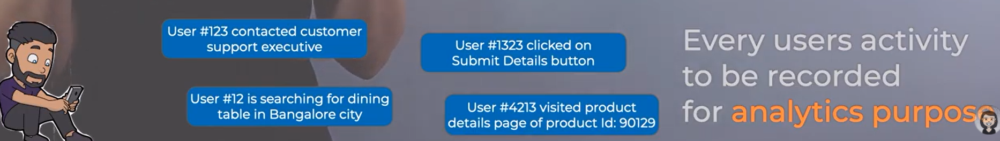 User #123 contacted customer
support executive
User #1323 clicked on
Submit Details button
User #12 is searching for dining
table in Bangalore city
User #4213 visited product
details page of product Id: 90129
Every users activity
to be recorded
for analytics purpos